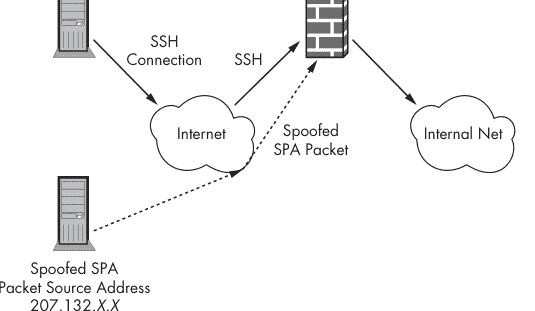 SSH
Connection
SSH
Internet
Spoofed
SPA Packet
Internal Net
Spoofed SPA
Packet Source Address
207.132.X.X